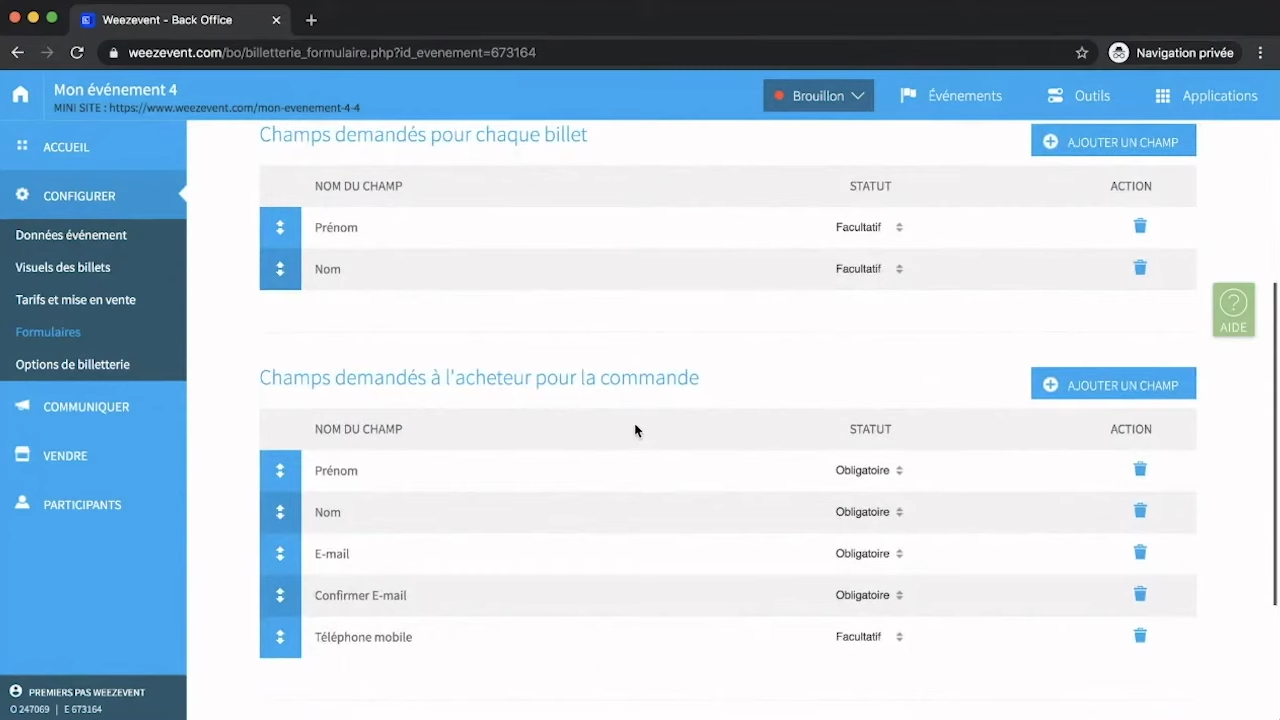 Weezevent - Back Office
weezevent.com/bo/billetterie_formulaire.php?id_evenement=673164
Navigation privée
Mon événement 4
MINI SITE : https://www.weezevent.com/mon-evenement-4-4
Brouillon
Événements
Outils
Applications
ACCUEIL
CONFIGURER
Données événement
Visuels des billets
Tarifs et mise en vente
Formulaires
Options de billetterie
COMMUNIQUER
VENDRE
PARTICIPANTS
PREMIERS PAS WEEZEVENT
O 247069 | E 673164
Champs demandés pour chaque billet
AJOUTER UN CHAMP
NOM DU CHAMP STATUT ACTION
Prénom Facultatif
Nom Facultatif
Champs demandés à l'acheteur pour la commande
AJOUTER UN CHAMP
NOM DU CHAMP STATUT ACTION
Prénom Obligatoire
Nom Obligatoire
E-mail Obligatoire
Confirmer E-mail Obligatoire
Téléphone mobile Facultatif
?
AIDE